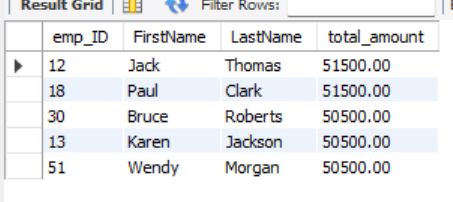 Result Grid Filter Rows:
emp_ID FirstName LastName total_amount
12 Jack Thomas 51500.00
18 Paul Clark 51500.00
30 Bruce Roberts 50500.00
13 Karen Jackson 50500.00
51 Wendy Morgan 50500.00